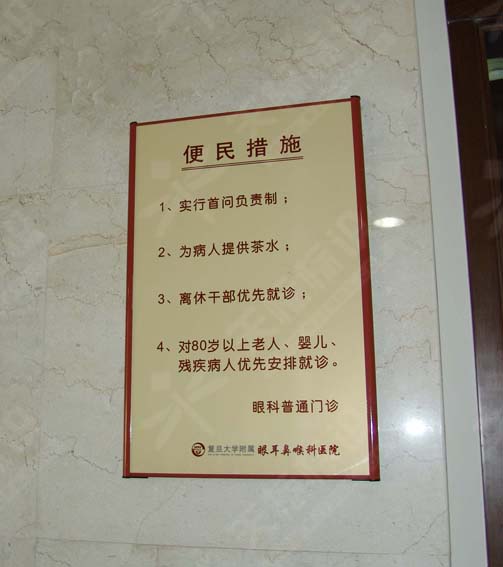 便民措施
1、实行首问负责制；
2、为病人提供茶水；
3、离休干部优先就诊；
4、对80岁以上老人、婴儿、
残疾病人优先安排就诊。
眼科普通门诊
复旦大学附属 眼耳鼻喉科医院